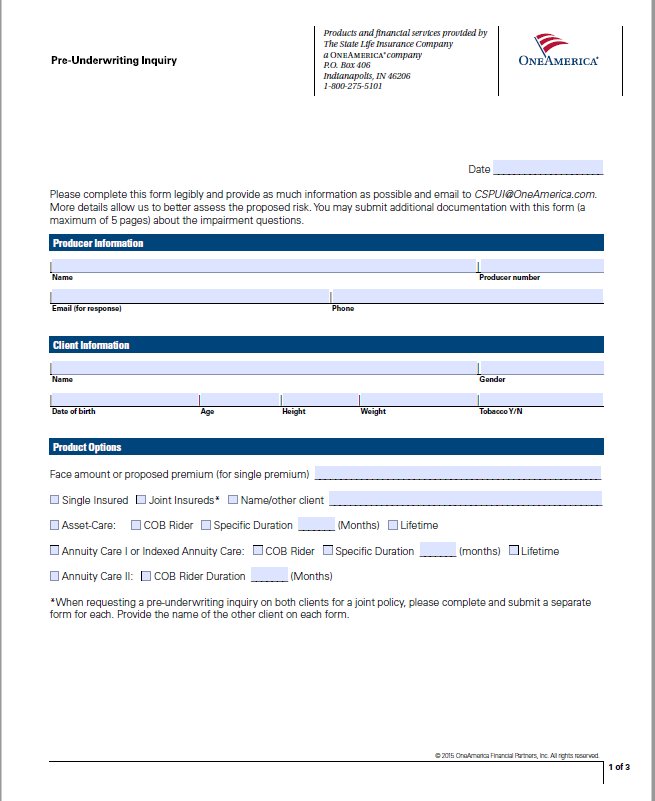 Pre-Underwriting Inquiry
Products and financial services provided by
The State Life Insurance Company
a ONEAMERICA® company
P.O. Box 406
Indianapolis, IN 46206
1-800-275-5101
ONEAMERICA®
Date
Please complete this form legibly and provide as much information as possible and email to CSPUI@OneAmerica.com.
More details allow us to better assess the proposed risk. You may submit additional documentation with this form (a
maximum of 5 pages) about the impairment questions.
Producer Information
Name Producer number
Email (for response) Phone
Client Information
Name Gender
Date of birth Age Height Weight Tobacco Y/N
Product Options
Face amount or proposed premium (for single premium)
Single Insured Joint Insureds* Name/other client
Asset-Care: COB Rider Specific Duration (Months) Lifetime
Annuity Care I or Indexed Annuity Care: COB Rider Specific Duration (months) Lifetime
Annuity Care II: COB Rider Duration (Months)
*When requesting a pre-underwriting inquiry on both clients for a joint policy, please complete and submit a separate
form for each. Provide the name of the other client on each form.
© 2015 OneAmerica Financial Partners, Inc. All rights reserved.
1 of 3